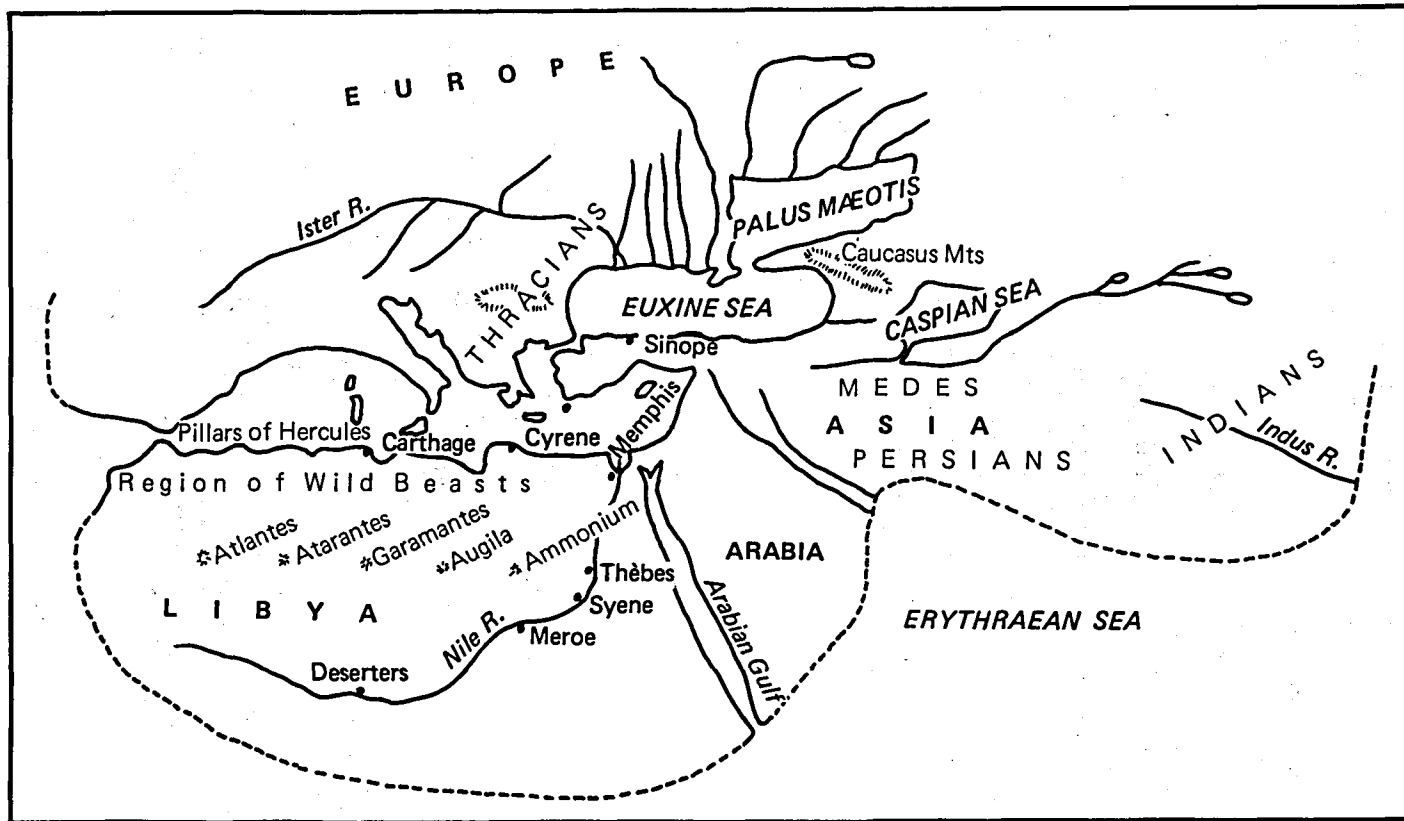 EUROPE
Ister R.
THRACIANS
PALUS MÆOTIS
Caucasus Mts
EUXINE SEA
CASPIAN SEA
Sinope
MEDES
ASIA
PERSIANS
INDIANS
Indus R.
Pillars of Hercules
Carthage
Cyrene
Memphis
Region of Wild Beasts
Atlantes
Atarantes
Garamantes
Augila
Ammonium
ARABIA
Thèbes
Syene
LIBYA
Nile R.
Meroe
Deserters
Arabian Gulf
ERYTHRAEAN SEA